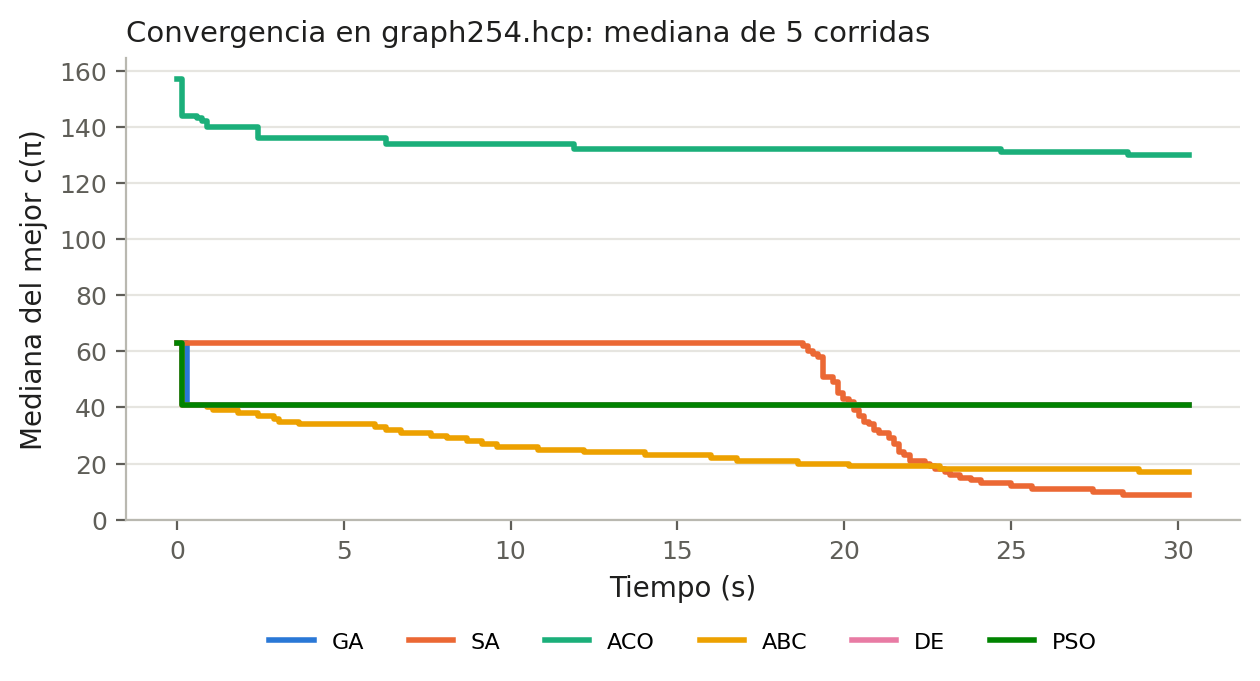 Convergencia en graph254.hcp: mediana de 5 corridas
Mediana del mejor c(π)
160
140
120
100
80
60
40
20
0
0 5 10 15 20 25 30
Tiempo (s)
GA SA ACO ABC DE PSO